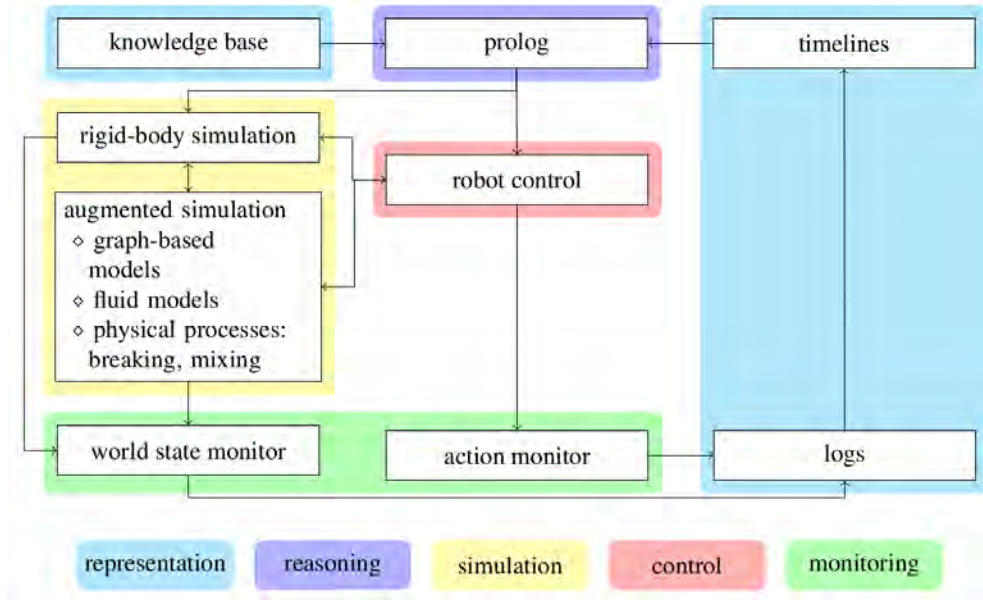 knowledge base
prolog
timelines
rigid-body simulation
robot control
augmented simulation
⋄ graph-based
models
⋄ fluid models
⋄ physical processes:
breaking, mixing
world state monitor
action monitor
logs
representation
reasoning
simulation
control
monitoring